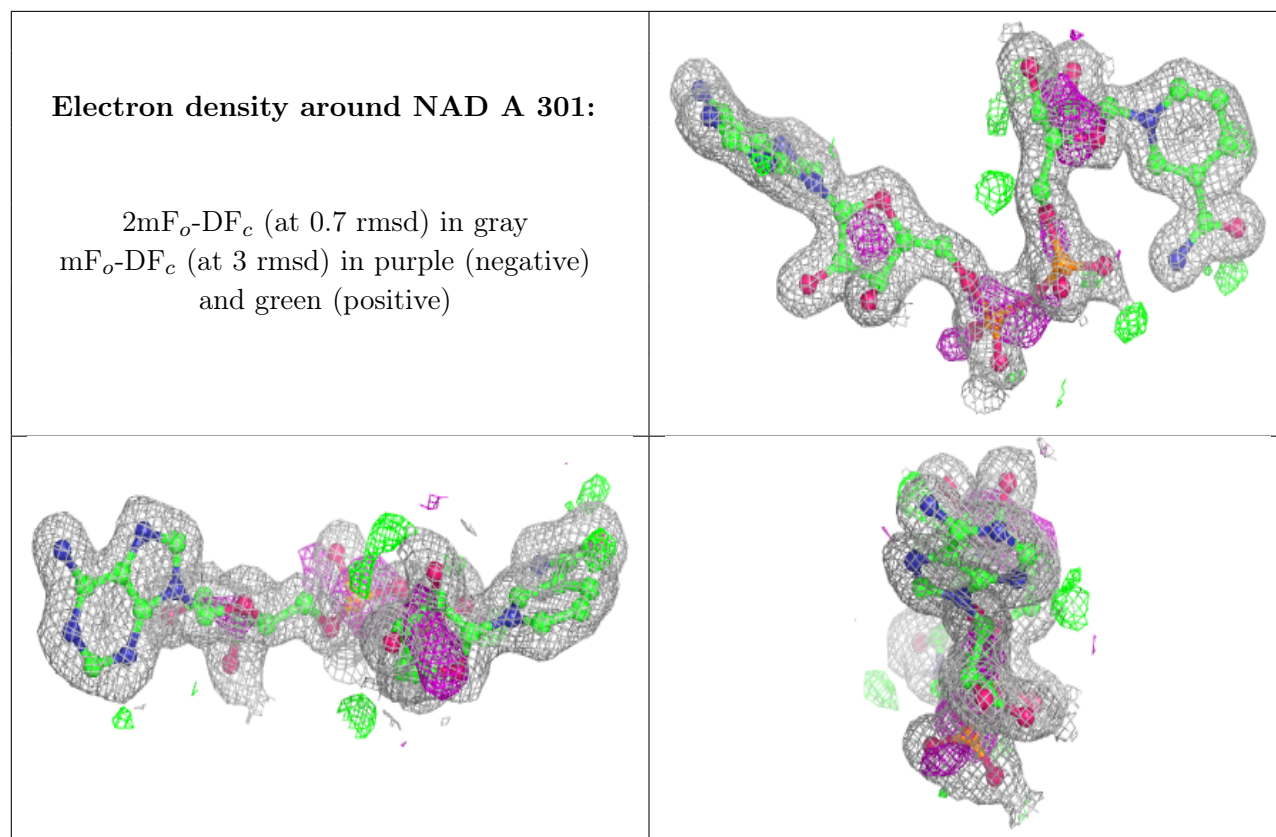 Electron density around NAD A 301:
2mFₒ-DF𝒸 (at 0.7 rmsd) in gray
mFₒ-DF𝒸 (at 3 rmsd) in purple (negative)
and green (positive)